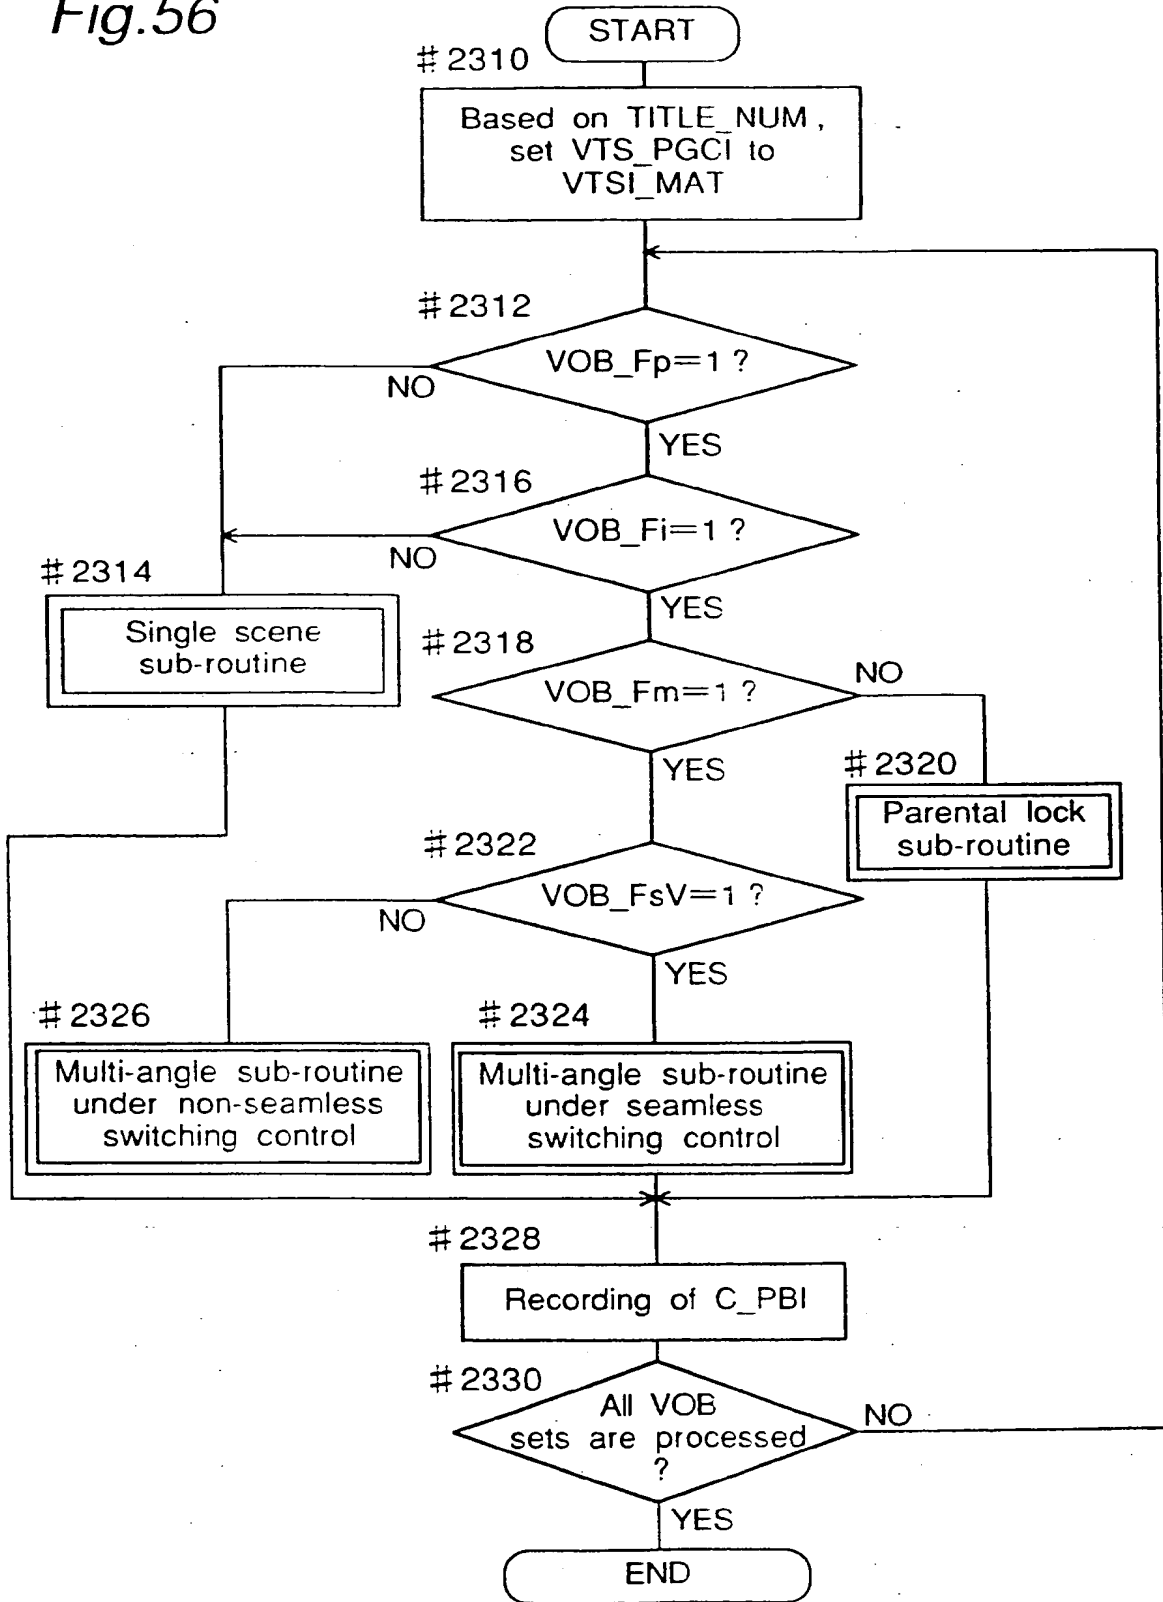 Fig.56
START
#2310
Based on TITLE_NUM,
set VTS_PGCI to
VTSI_MAT
#2312
VOB_Fp=1 ?
NO
YES
#2316
VOB_Fi=1 ?
NO
YES
#2314
Single scene
sub-routine
#2318
VOB_Fm=1 ?
NO
YES
#2320
Parental lock
sub-routine
#2322
VOB_FsV=1 ?
NO
YES
#2326
Multi-angle sub-routine
under non-seamless
switching control
#2324
Multi-angle sub-routine
under seamless
switching control
#2328
Recording of C_PBI
#2330
All VOB
sets are processed
?
NO
YES
END